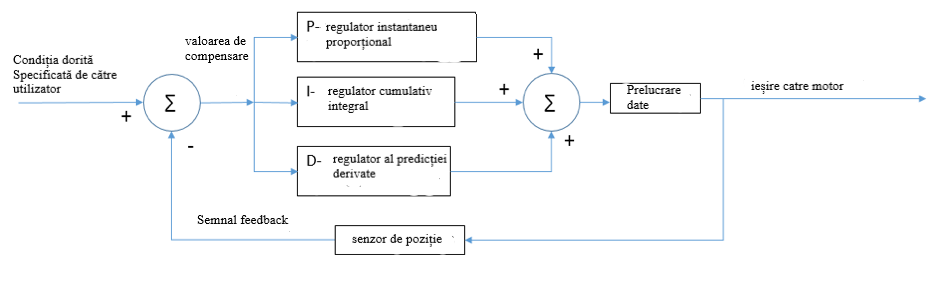 Condiția dorită
Specificată de către
utilizator
+
-
Σ
valoarea de
compensare
P- regulator instantaneu
proporțional
I- regulator cumulativ
integral
D- regulator al predicției
derivate
+
+
+
Σ
Prelucrare
date
ieșire catre motor
Semnal feedback
senzor de poziție